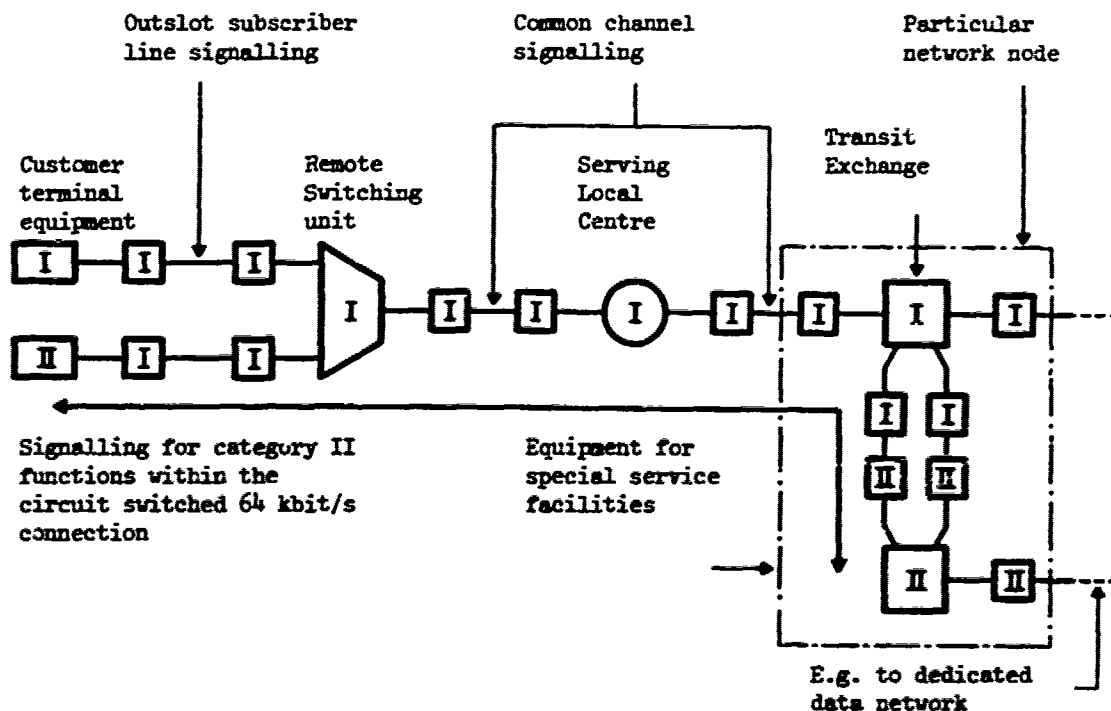 Outslot subscriber
line signalling
Common channel
signalling
Particular
network node
Customer
terminal
equipment
Remote
Switching
unit
Serving
Local
Centre
Transit
Exchange
I I I
I I I I I I I
II I I
I I
II II
II II
Signalling for category II
functions within the
circuit switched 64 kbit/s
connection
Equipment for
special service
facilities
E.g. to dedicated
data network